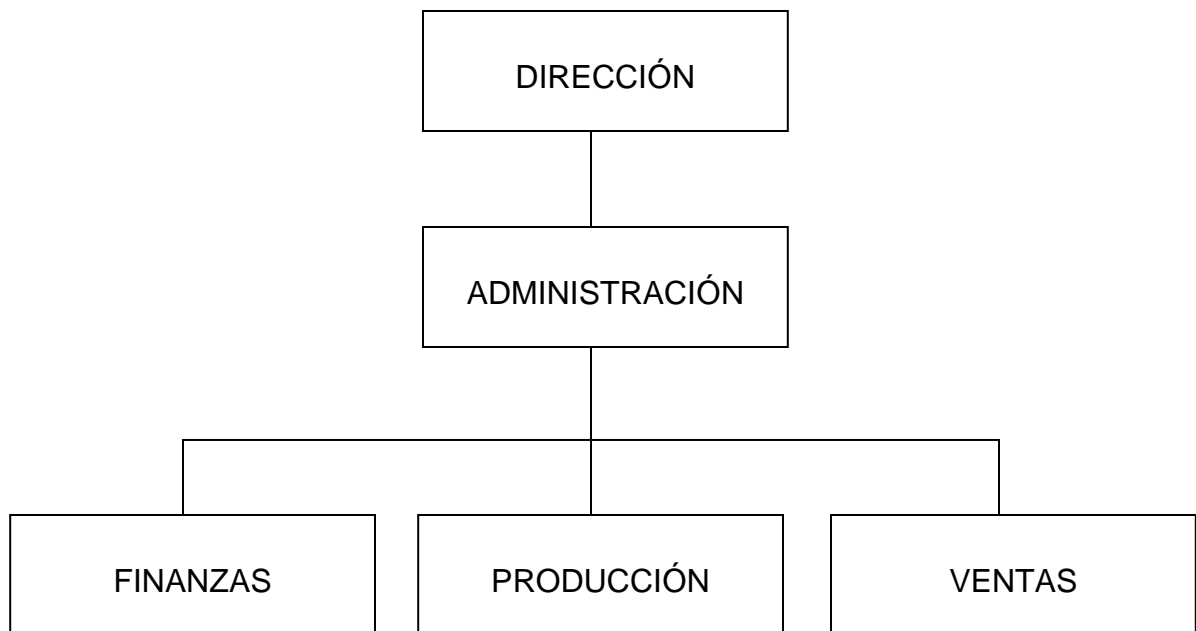 DIRECCIÓN
ADMINISTRACIÓN
FINANZAS
PRODUCCIÓN
VENTAS